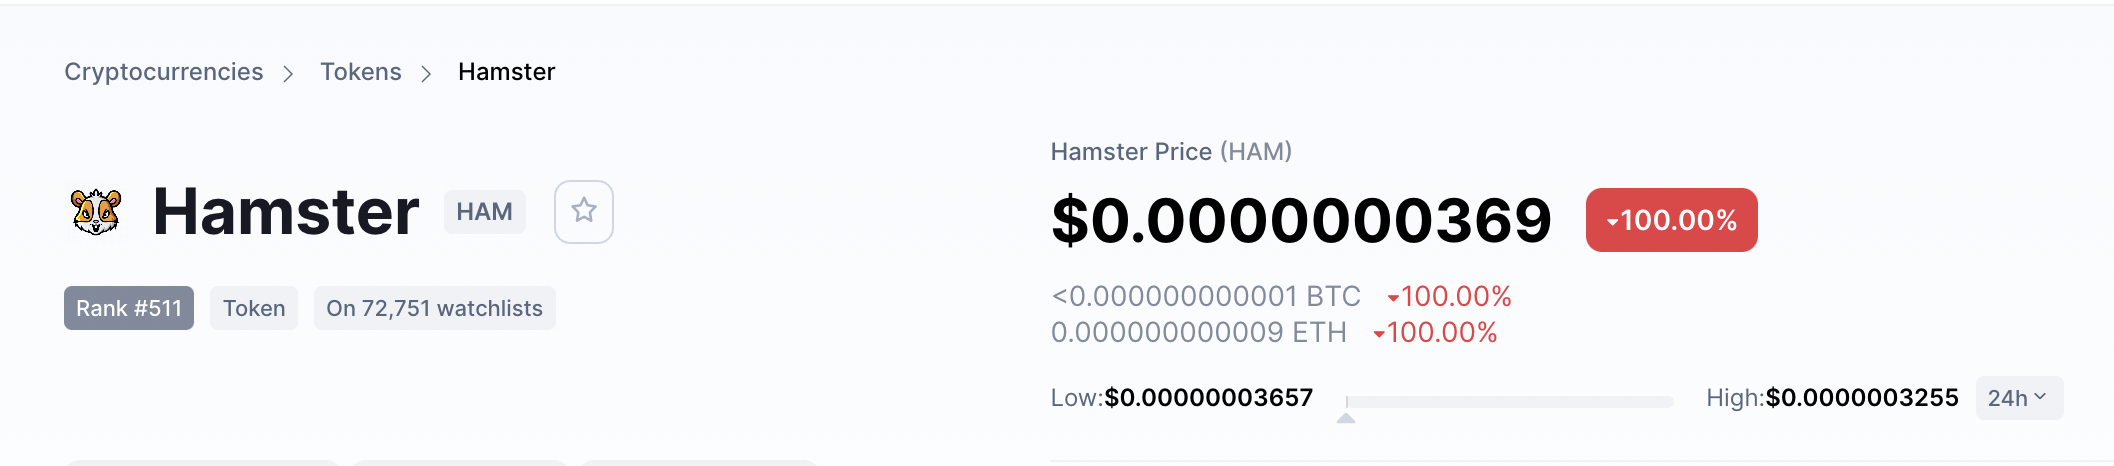 Cryptocurrencies > Tokens > Hamster
Hamster HAM
Rank #511 Token On 72,751 watchlists
Hamster Price (HAM)
$0.0000000369 100.00%
<0.000000000001 BTC 100.00%
0.000000000009 ETH 100.00%
Low:$0.00000003657 High:$0.0000003255 24h